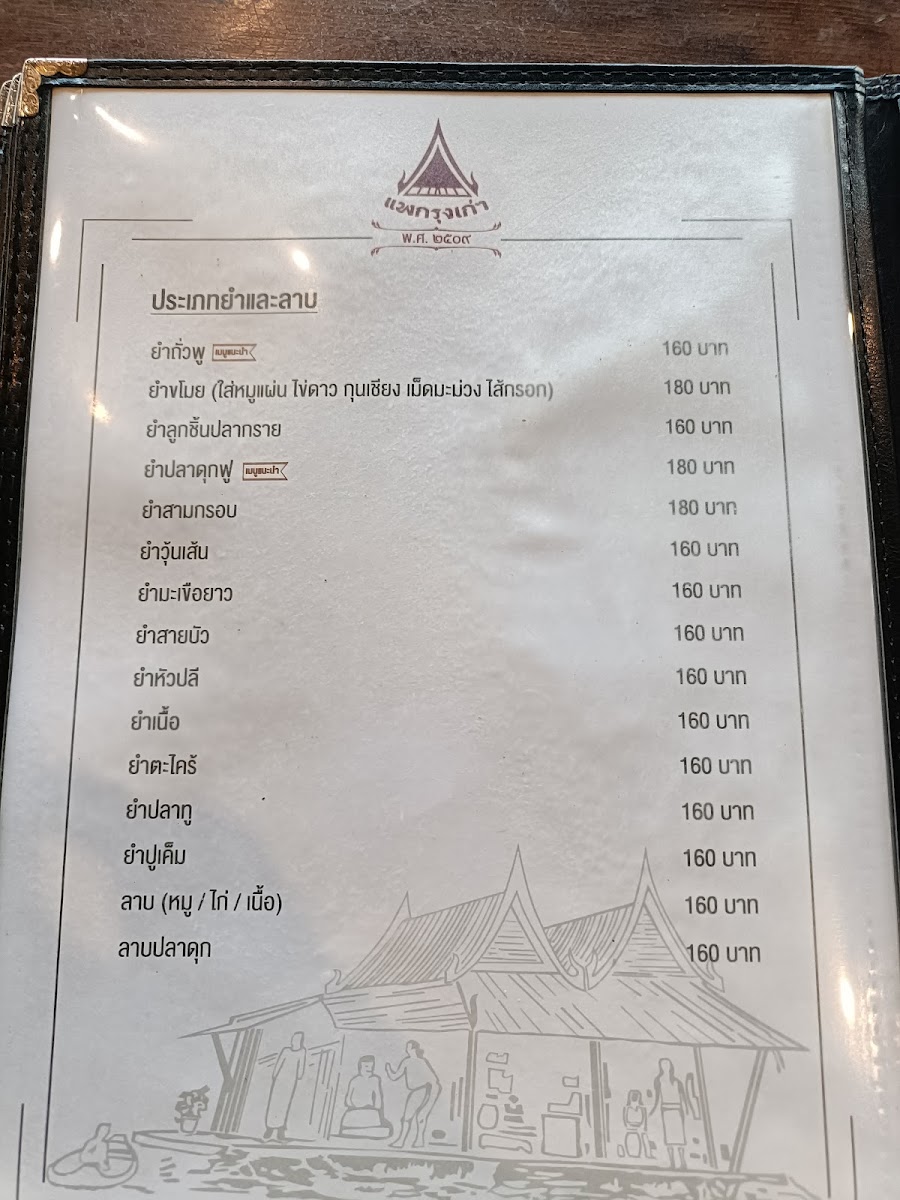 แพกรุงเก่า
พ.ศ. ๒๕๐๙
ประเภทยำและลาบ
ยำถั่วพู เมนูแนะนำ 160 บาท
ยำขโมย (ใส่หมูแผ่น ไข่ดาว กุนเชียง เม็ดมะม่วง ไส้กรอก) 180 บาท
ยำลูกชิ้นปลากราย 160 บาท
ยำปลาดุกฟู เมนูแนะนำ 180 บาท
ยำสามกรอบ 180 บาท
ยำวุ้นเส้น 160 บาท
ยำมะเขือยาว 160 บาท
ยำสายบัว 160 บาท
ยำหัวปลี 160 บาท
ยำเนื้อ 160 บาท
ยำตะไคร้ 160 บาท
ยำปลาทู 160 บาท
ยำปูเค็ม 160 บาท
ลาบ (หมู / ไก่ / เนื้อ) 160 บาท
ลาบปลาดุก 160 บาท